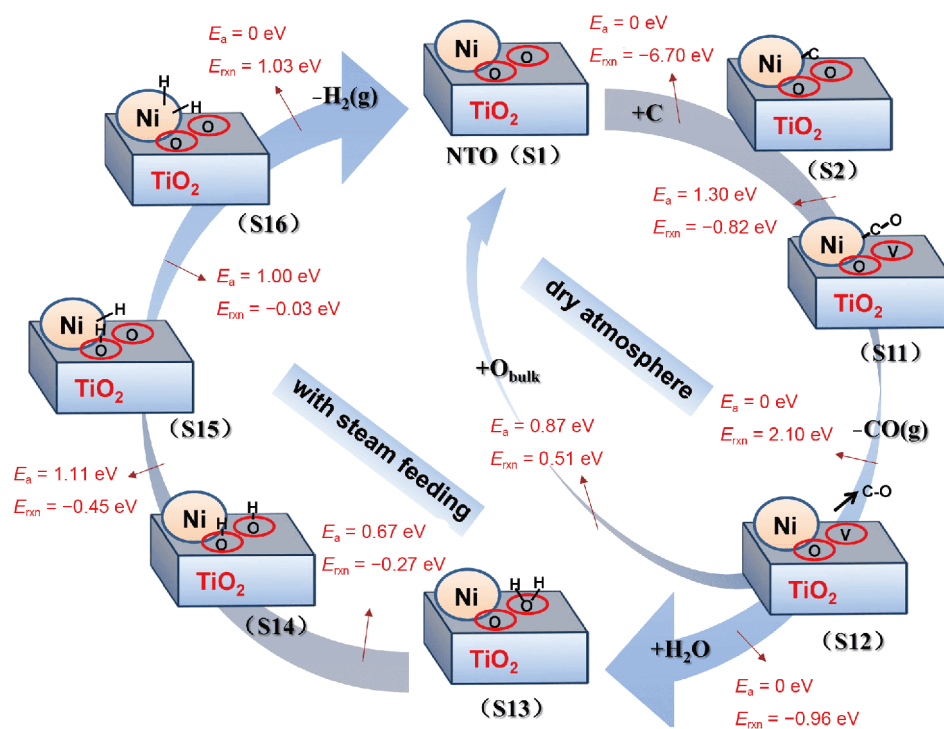 Ni
O
O
TiO2
NTO（S1）
Ea = 0 eV
Erxn = −6.70 eV
+C
Ni
C
O
O
TiO2
（S2）
Ea = 1.30 eV
Erxn = −0.82 eV
Ni
C
O
O
V
TiO2
（S11）
Ea = 0 eV
Erxn = 2.10 eV
−CO(g)
C-O
Ni
O
V
TiO2
（S12）
Ea = 0 eV
Erxn = −0.96 eV
+H2O
dry atmosphere
+Obulk
Ea = 0.87 eV
Erxn = 0.51 eV
H
H
Ni
O
O
TiO2
（S13）
with steam feeding
Ea = 0.67 eV
Erxn = −0.27 eV
Ni
H
H
O
O
TiO2
（S14）
Ea = 1.11 eV
Erxn = −0.45 eV
Ni
H
H
O
O
TiO2
（S15）
Ea = 1.00 eV
Erxn = −0.03 eV
H
H
Ni
O
O
TiO2
（S16）
Ea = 0 eV
Erxn = 1.03 eV
−H2(g)